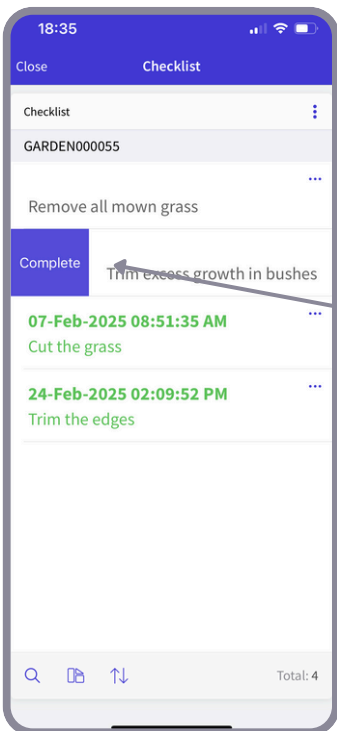 18:35
Close Checklist
Checklist
GARDEN000055
Remove all mown grass
Complete
Trim excess growth in bushes
07-Feb-2025 08:51:35 AM
Cut the grass
24-Feb-2025 02:09:52 PM
Trim the edges
Total: 4